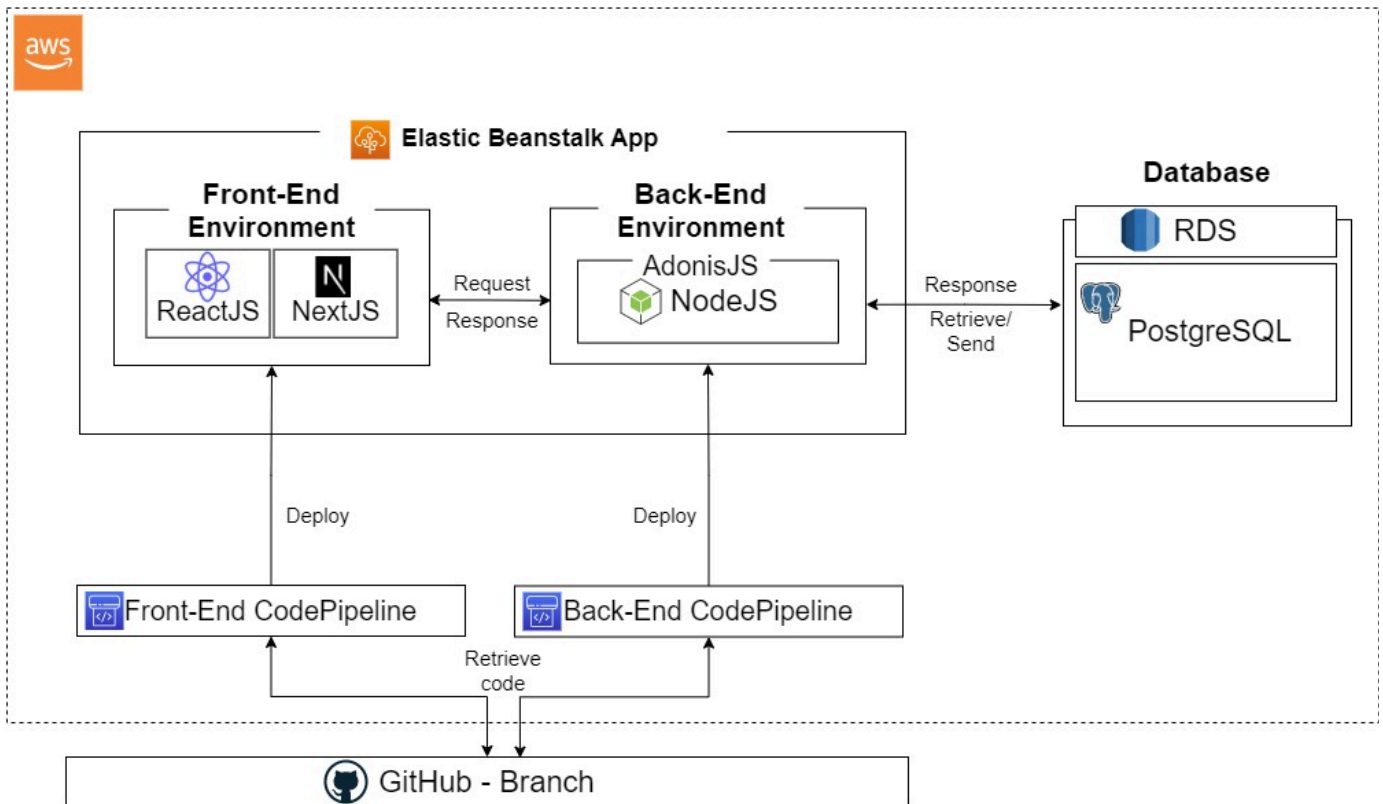 aws
Elastic Beanstalk App
Front-End
Environment
ReactJS
NextJS
Request
Response
Back-End
Environment
AdonisJS
NodeJS
Response
Retrieve/
Send
Database
RDS
PostgreSQL
Deploy
Deploy
Front-End CodePipeline
Back-End CodePipeline
Retrieve
code
GitHub - Branch